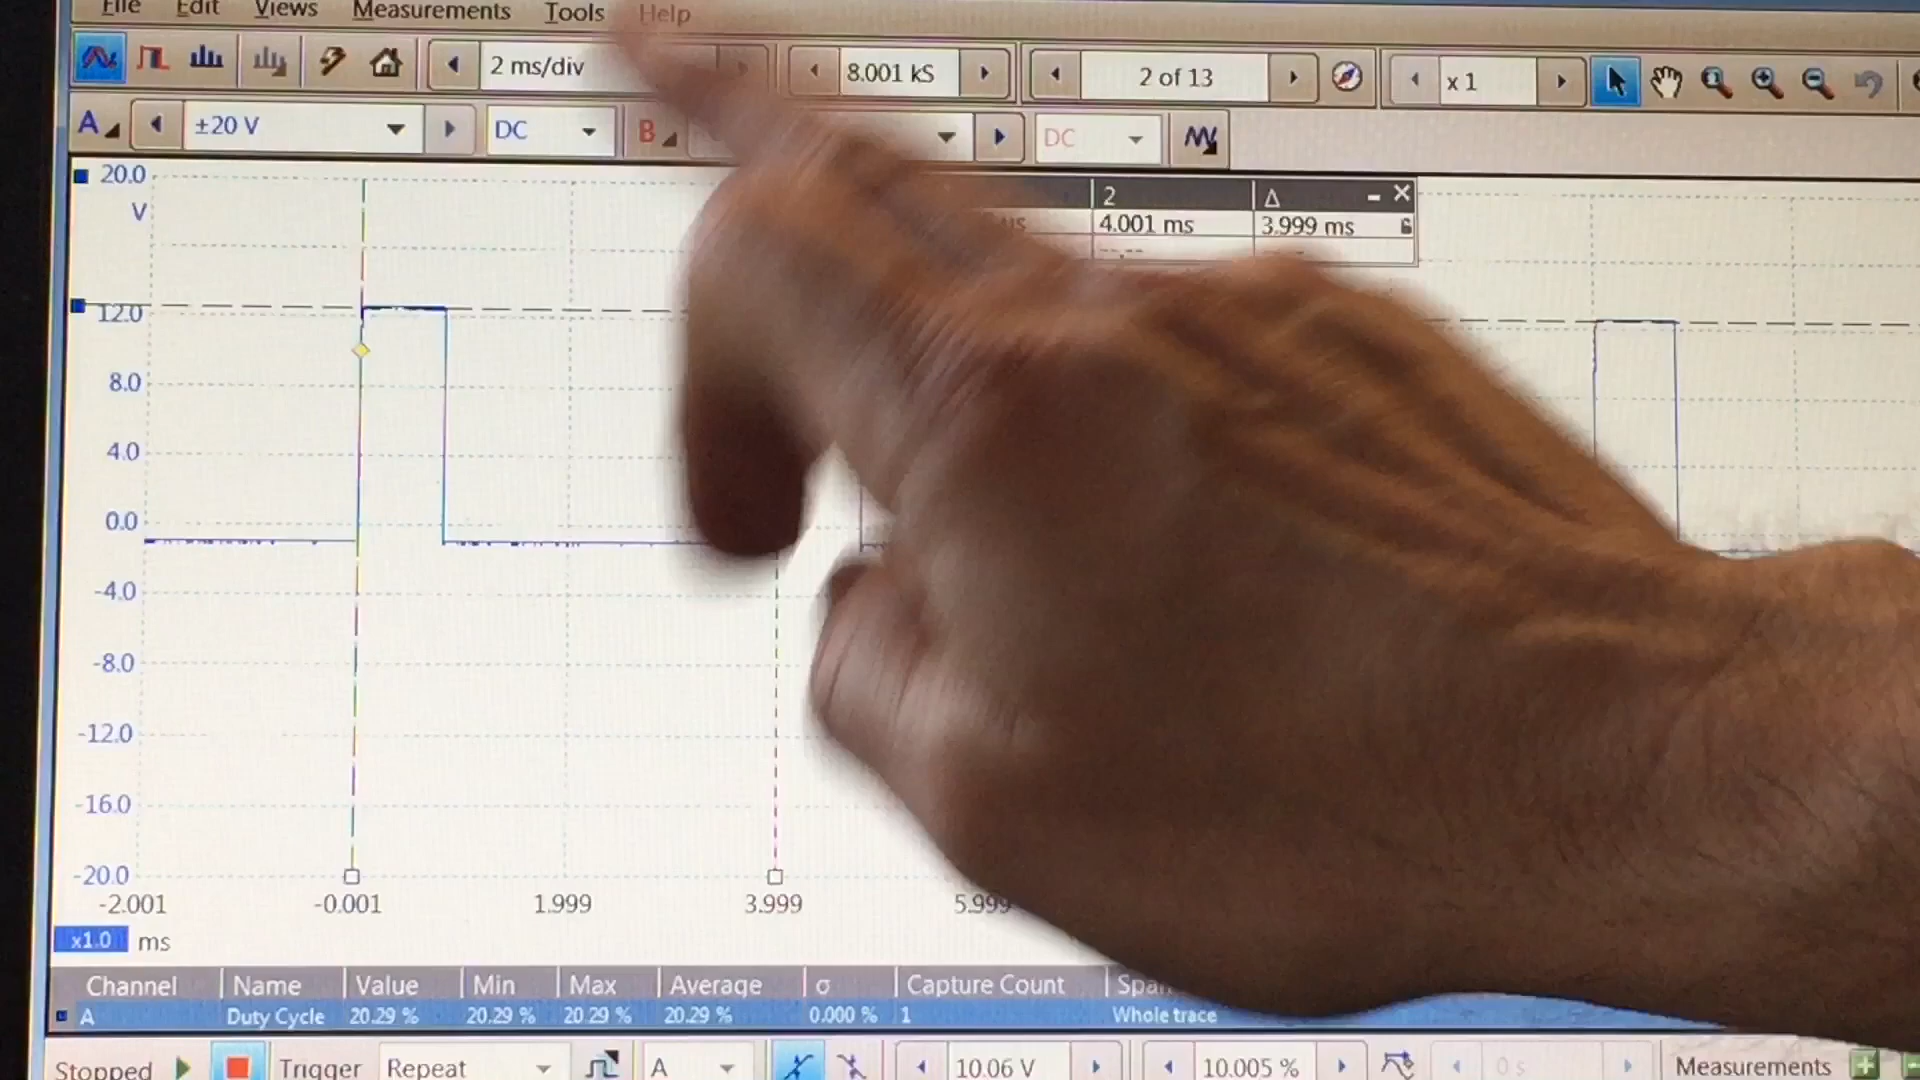 File Edit Views Measurements Tools Help
2 ms/div 8.001 kS 2 of 13 x 1
A ±20 V DC B DC
20.0
V
2 Δ
µs 4.001 ms 3.999 ms
--.--
12.0
8.0
4.0
0.0
-4.0
-8.0
-12.0
-16.0
-20.0
-2.001 -0.001 1.999 3.999 5.999
x1.0 ms
Channel Name Value Min Max Average σ Capture Count Span
A Duty Cycle 20.29 % 20.29 % 20.29 % 20.29 % 0.000 % 1 Whole trace
Stopped Trigger Repeat A 10.06 V 10.005 % 0 s Measurements